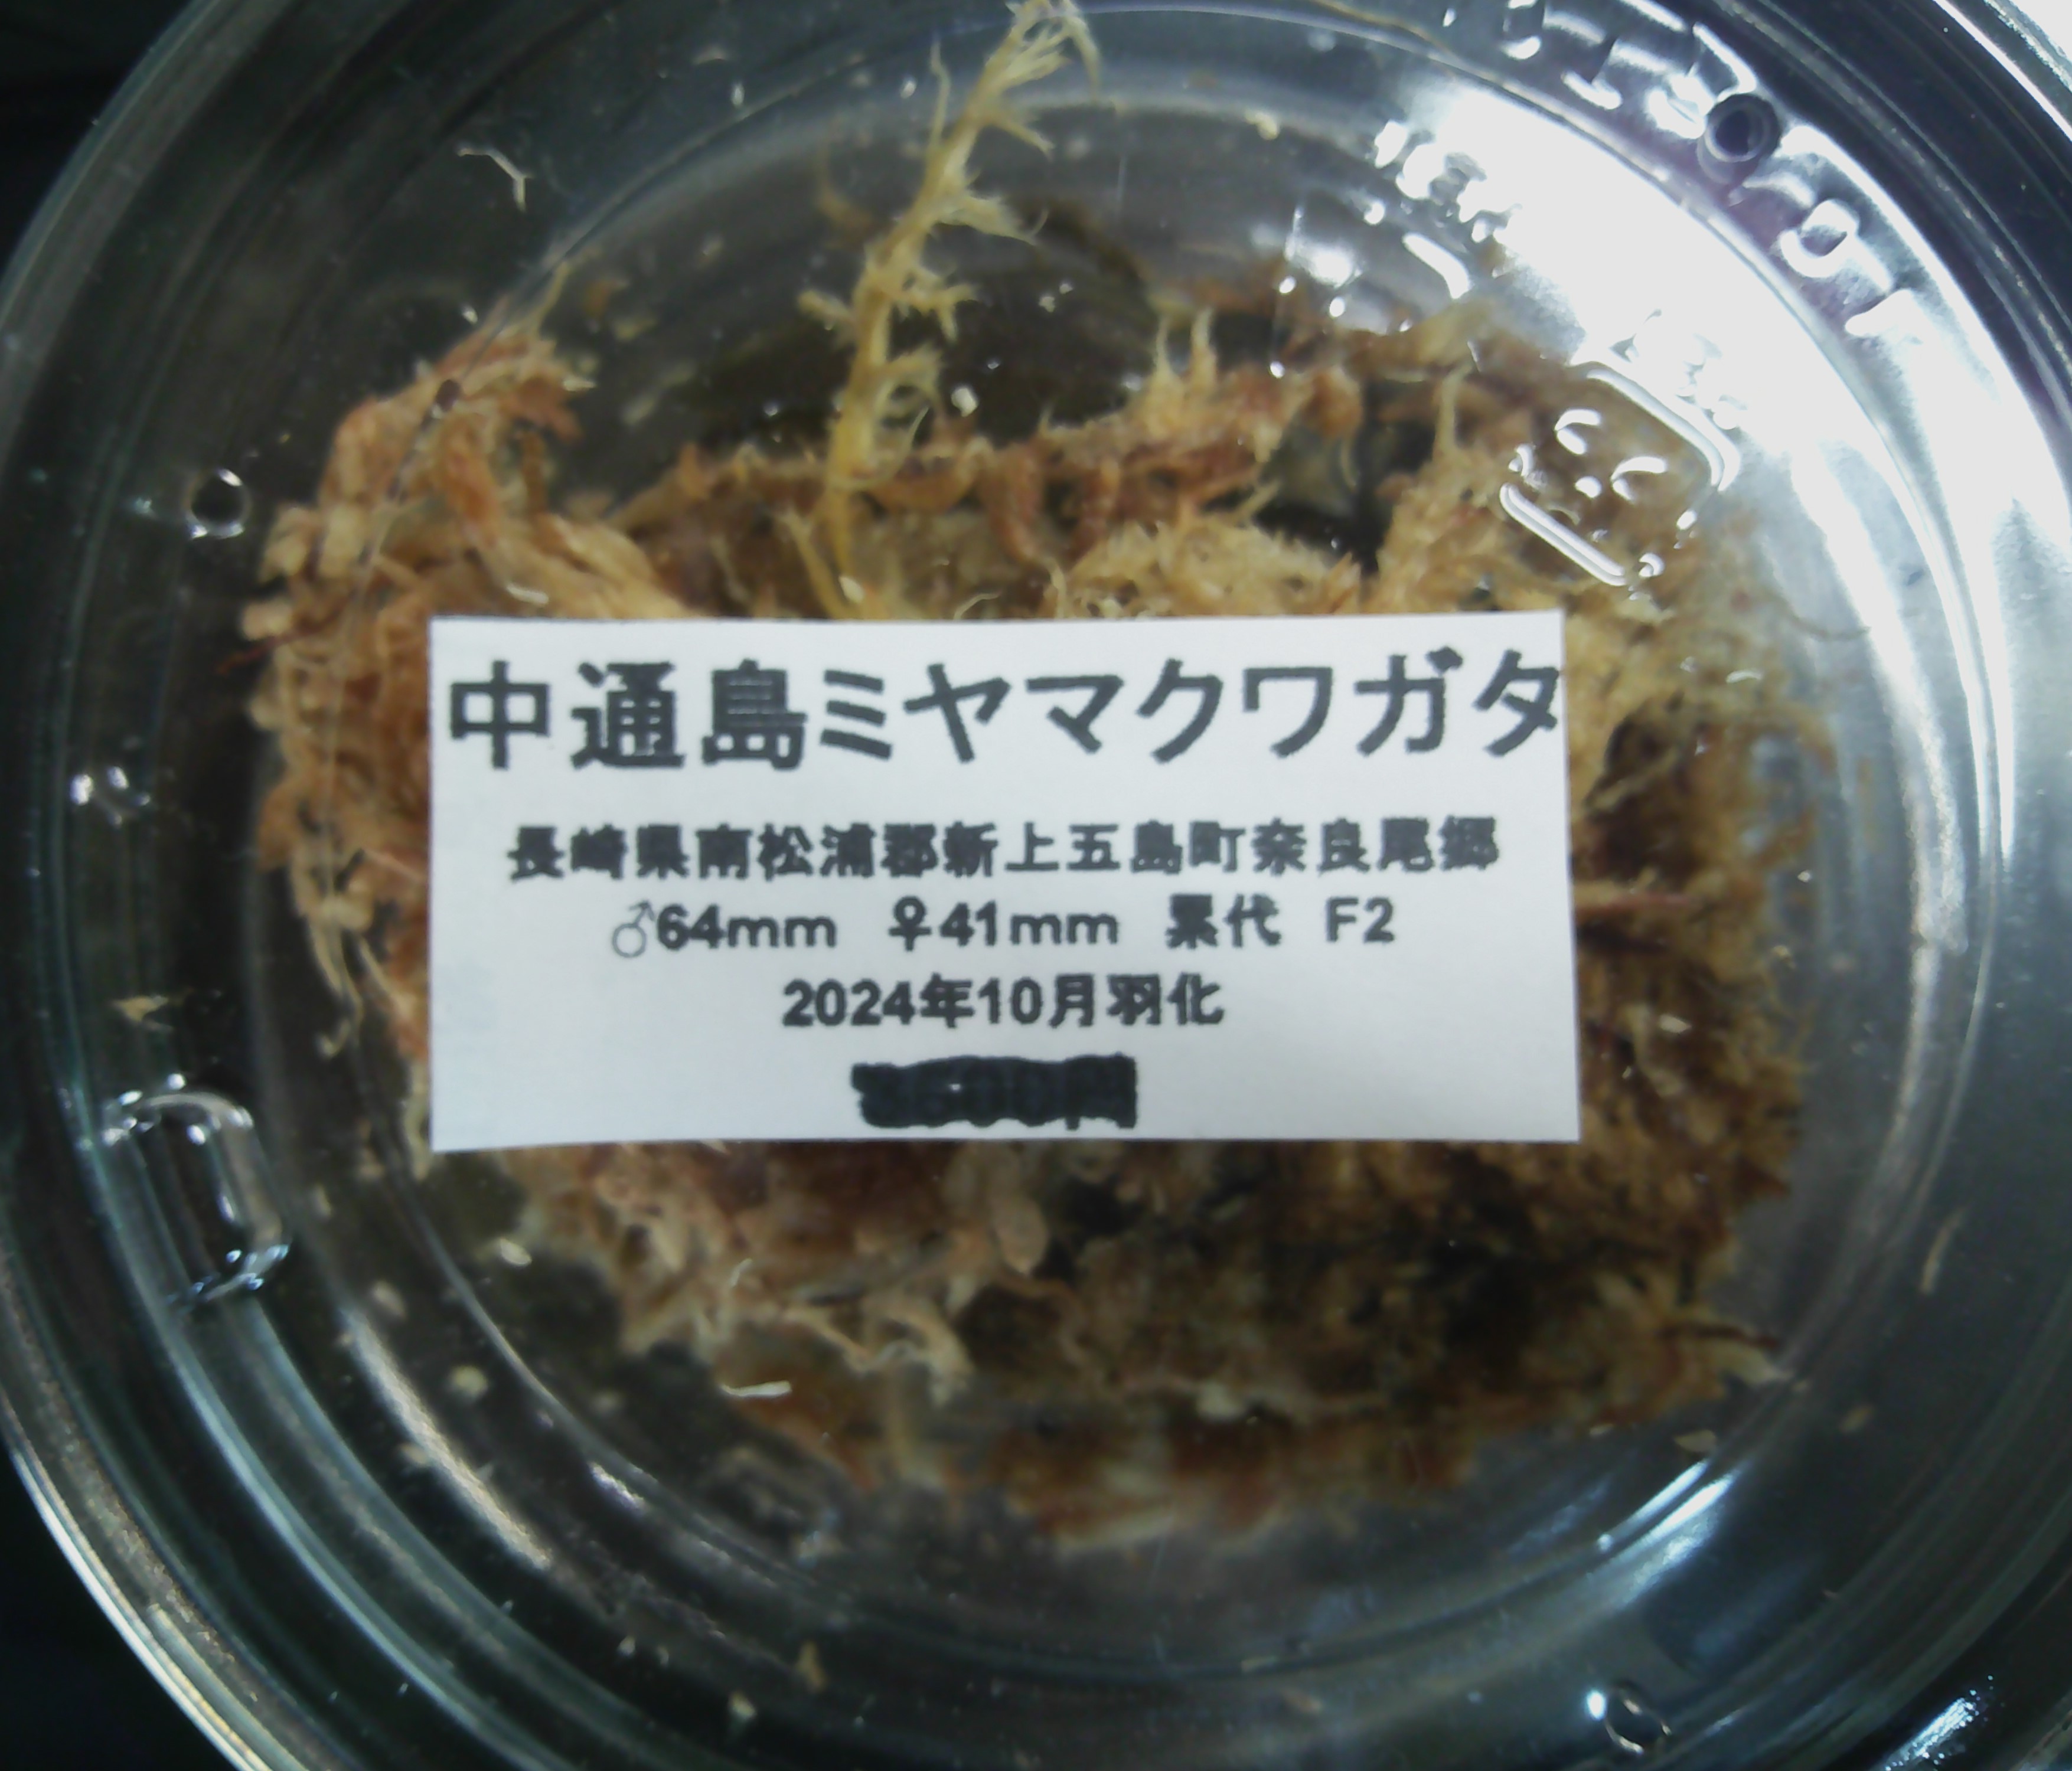 中通島ミヤマクワガタ
長崎県南松浦郡新上五島町奈良尾郷
♂64mm ♀41mm 累代 F2
2024年10月羽化